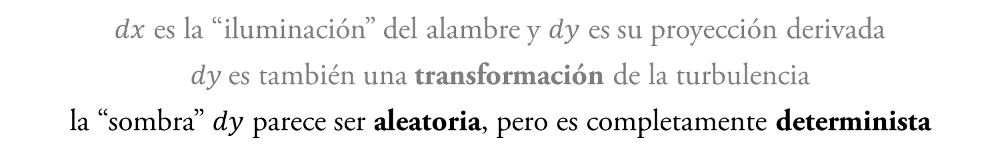 dx es la “iluminación” del alambre y dy es su proyección derivada
dy es también una transformación de la turbulencia
la “sombra” dy parece ser aleatoria, pero es completamente determinista